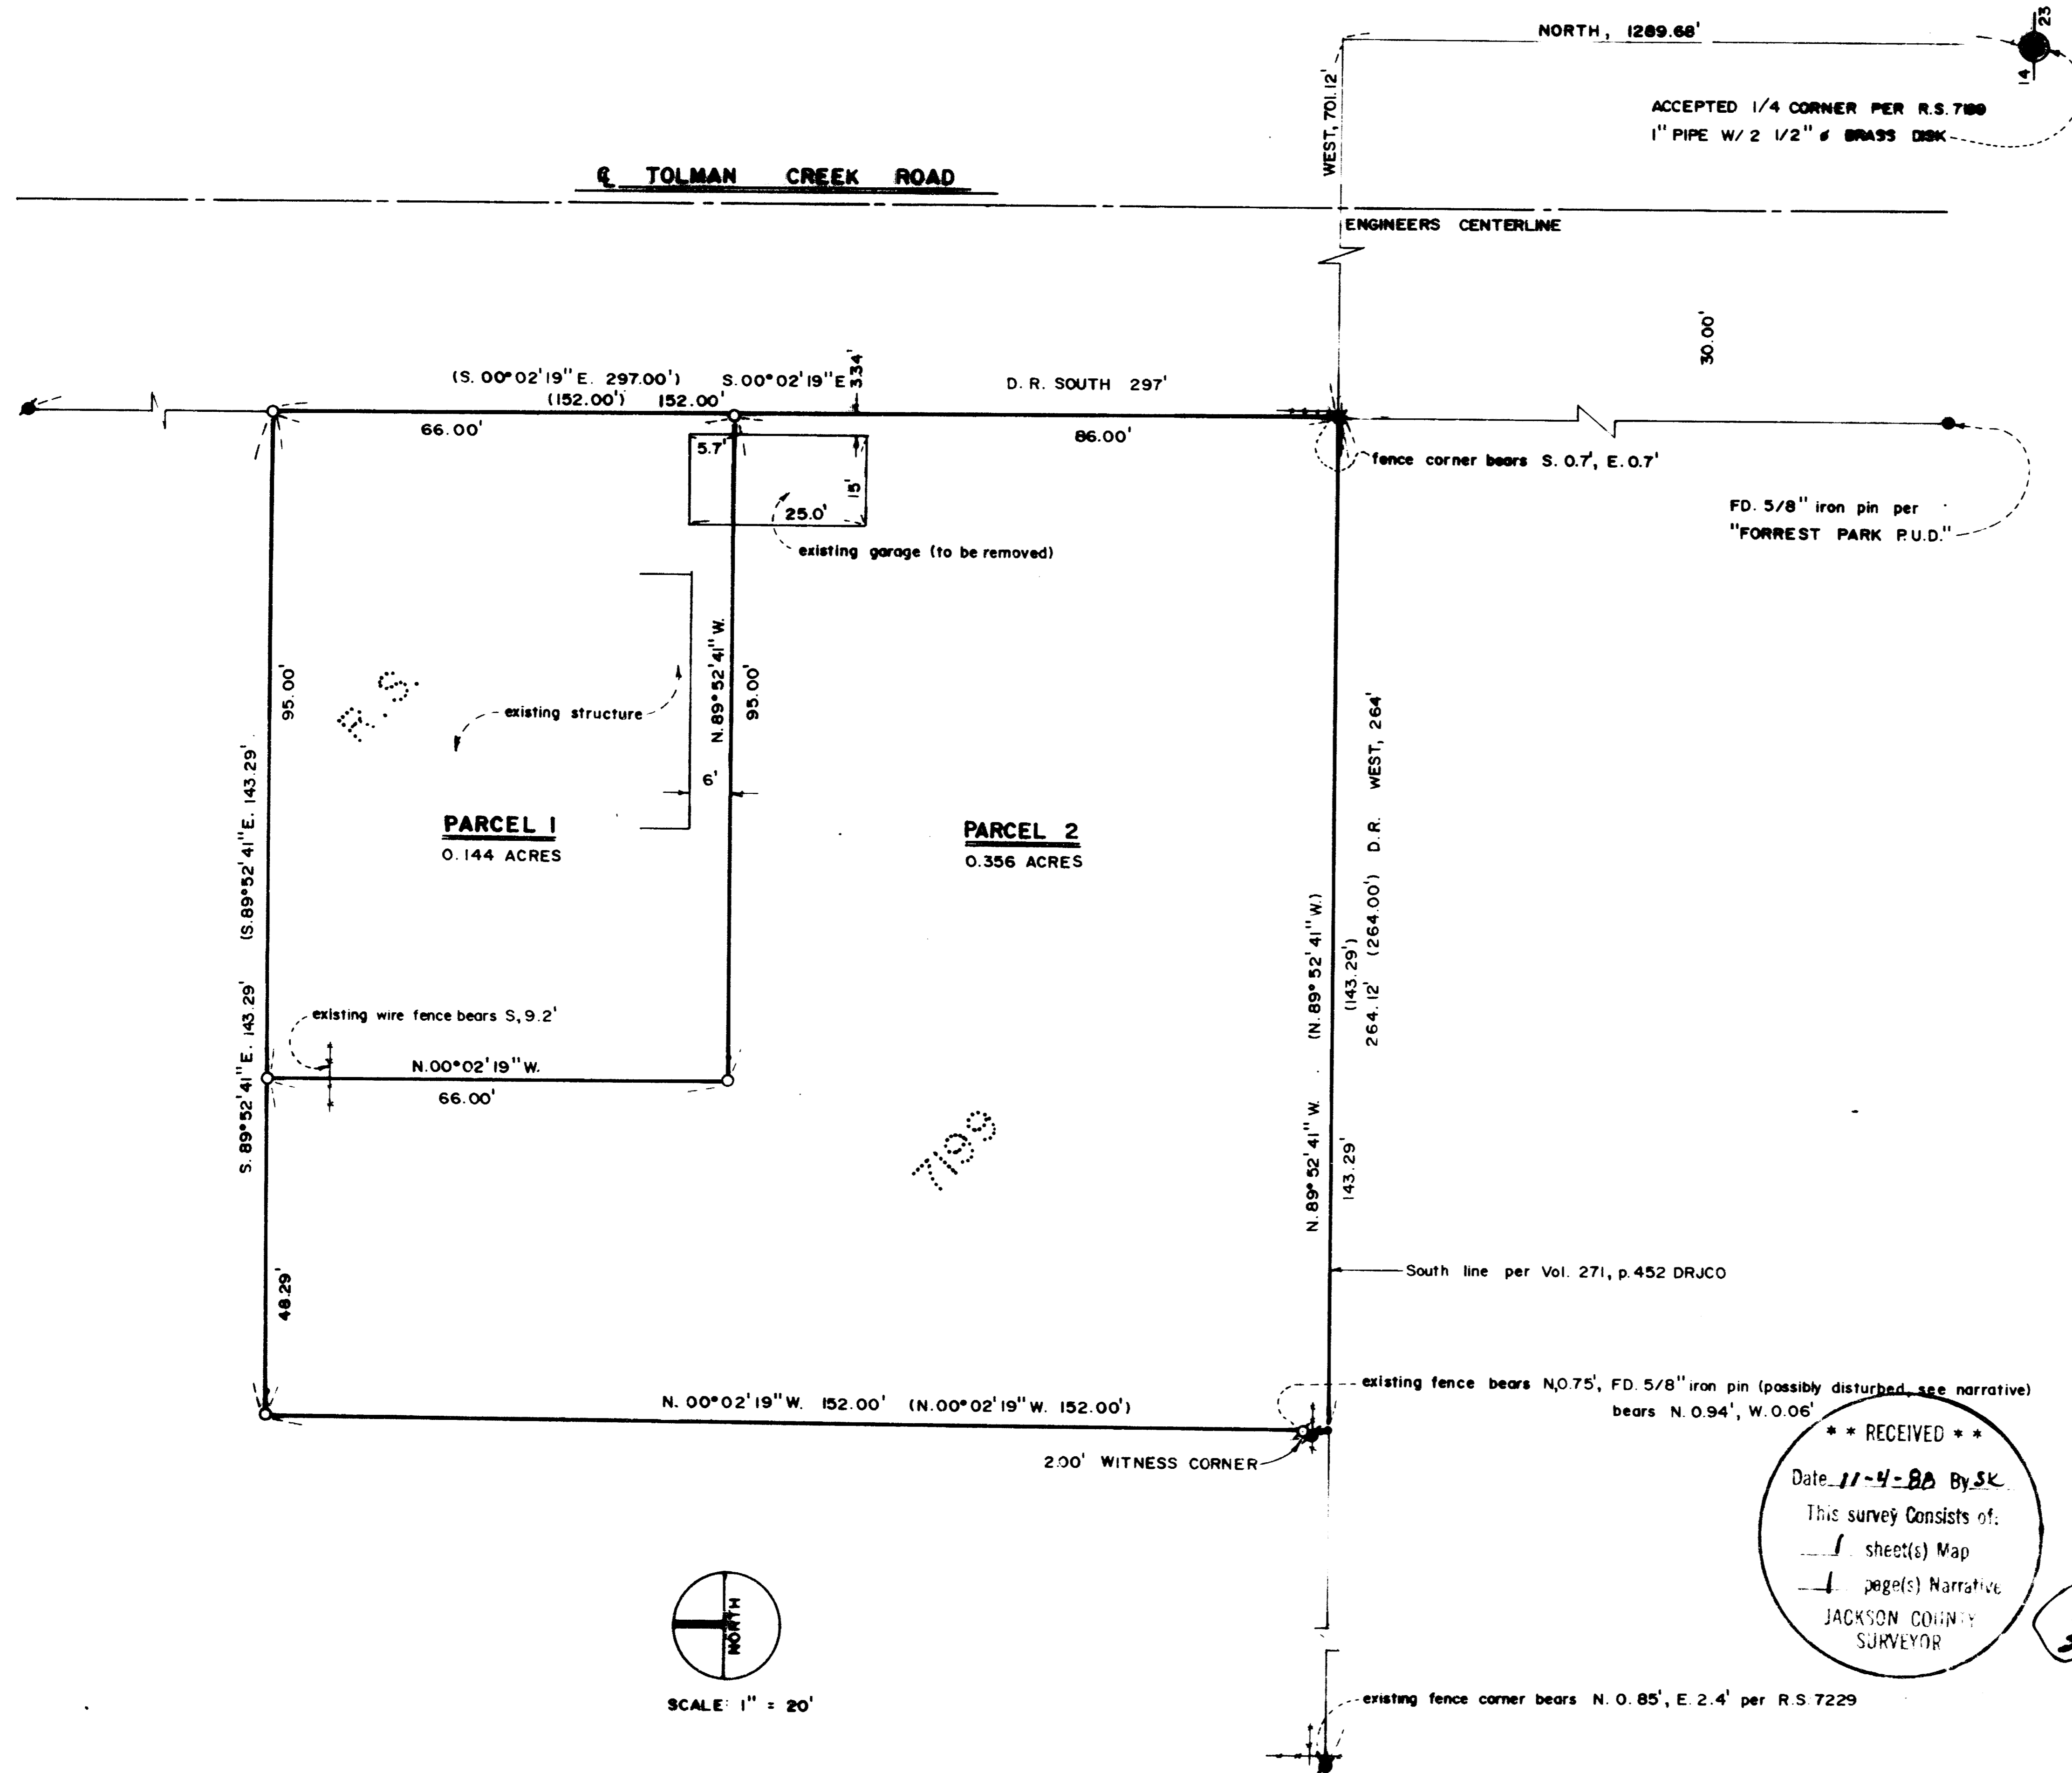 NORTH, 1289.68'
23
14
WEST, 701.12'
ACCEPTED 1/4 CORNER PER R.S. 7199
1" PIPE W/ 2 1/2" ø BRASS DISK
℄ TOLMAN CREEK ROAD
ENGINEERS CENTERLINE
30.00'
(S. 00°02'19" E. 297.00')
S. 00°02'19" E
3.34'
D. R. SOUTH 297'
(152.00') 152.00'
66.00'
86.00'
5.7'
15'
25.0'
fence corner bears S. 0.7', E. 0.7'
existing garage (to be removed)
FD. 5/8" iron pin per
"FORREST PARK P.U.D."
95.00'
N. 89°52'41" W.
95.00'
R.S.
existing structure
6'
PARCEL 1
0.144 ACRES
PARCEL 2
0.356 ACRES
S. 89°52'41" E. 143.29' (S. 89°52'41" E. 143.29')
N. 89°52'41" W. (N. 89°52'41" W.)
143.29' (143.29')
264.12' (264.00') D.R. WEST, 264'
existing wire fence bears S, 9.2'
N. 00°02'19" W.
66.00'
7199
48.29'
South line per Vol. 271, p. 452 DRJCO
N. 00°02'19" W. 152.00' (N. 00°02'19" W. 152.00')
existing fence bears N, 0.75', FD. 5/8" iron pin (possibly disturbed, see narrative)
bears N. 0.94', W. 0.06'
2.00' WITNESS CORNER
* * RECEIVED * *
Date 11-4-88 By SK
This survey Consists of:
1 sheet(s) Map
1 page(s) Narrative
JACKSON COUNTY
SURVEYOR
NORTH
SCALE: 1" = 20'
existing fence corner bears N. 0.85', E. 2.4' per R.S. 7229